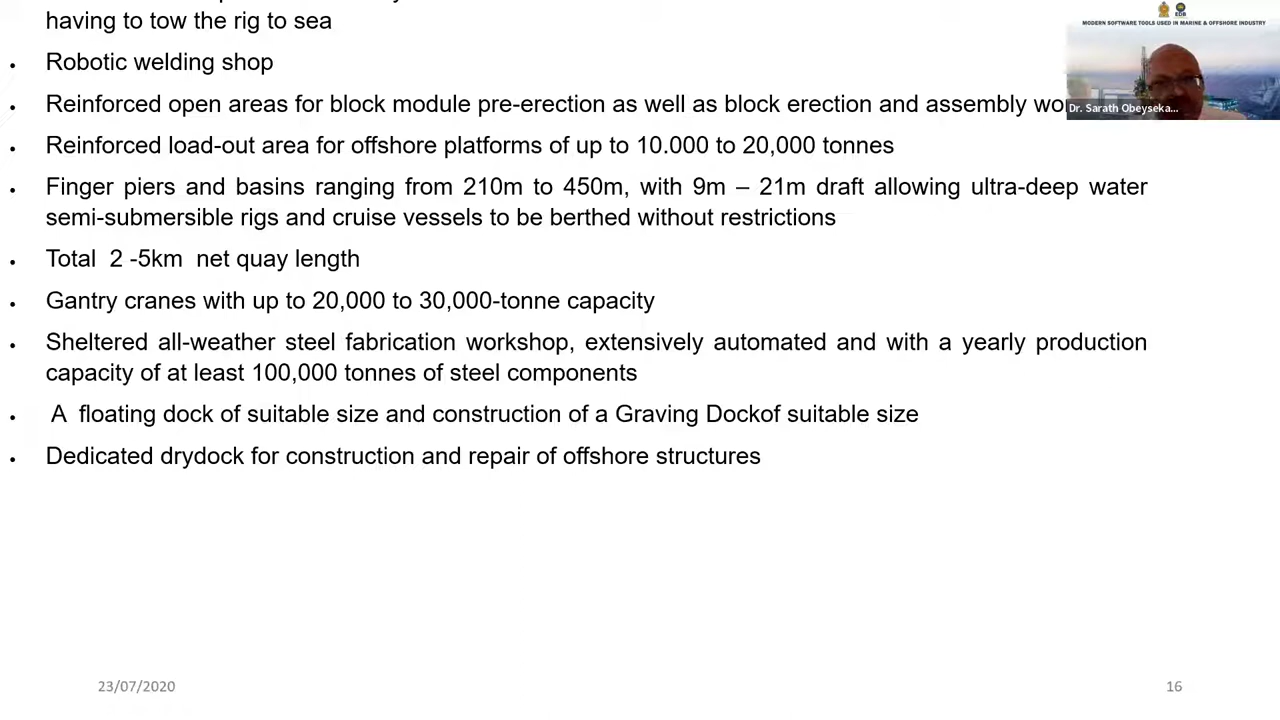 having to tow the rig to sea
• Robotic welding shop
• Reinforced open areas for block module pre-erection as well as block erection and assembly
• Reinforced load-out area for offshore platforms of up to 10.000 to 20,000 tonnes
• Finger piers and basins ranging from 210m to 450m, with 9m – 21m draft allowing ultra-deep water
semi-submersible rigs and cruise vessels to be berthed without restrictions
• Total 2 -5km net quay length
• Gantry cranes with up to 20,000 to 30,000-tonne capacity
• Sheltered all-weather steel fabrication workshop, extensively automated and with a yearly production
capacity of at least 100,000 tonnes of steel components
• A floating dock of suitable size and construction of a Graving Dockof suitable size
• Dedicated drydock for construction and repair of offshore structures
23/07/2020
16
EDB
MODERN SOFTWARE TOOLS USED IN MARINE & OFFSHORE INDUSTRY
Dr. Sarath Obeyseka...